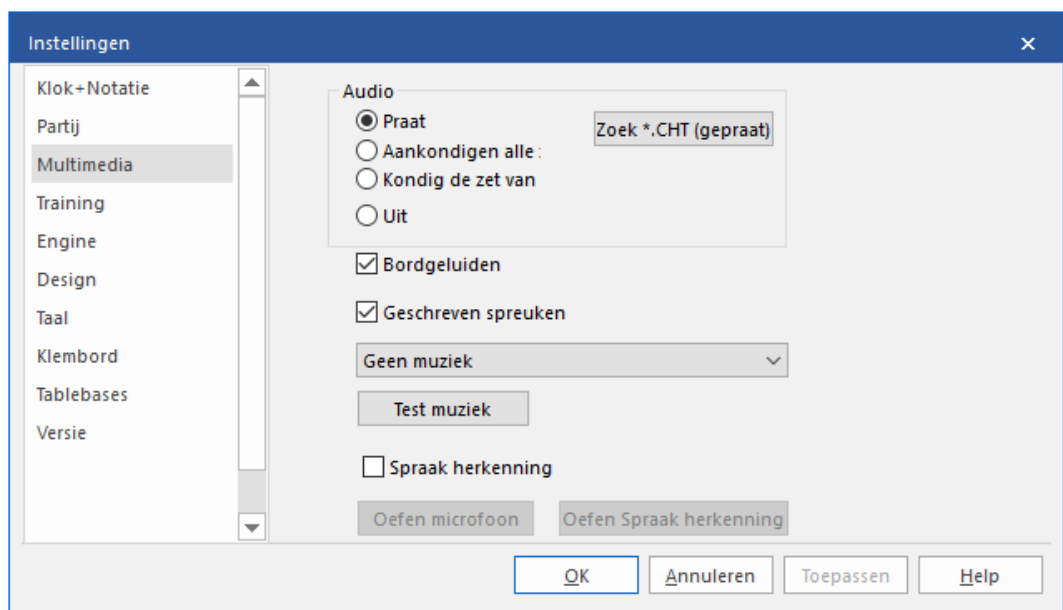 Instellingen
Klok+Notatie
Partij
Multimedia
Training
Engine
Design
Taal
Klembord
Tablebases
Versie
Audio
Praat
Zoek *.CHT (gepraat)
Aankondigen alle :
Kondig de zet van
Uit
Bordgeluiden
Geschreven spreuken
Geen muziek
Test muziek
Spraak herkenning
Oefen microfoon Oefen Spraak herkenning
OK Annuleren Toepassen Help